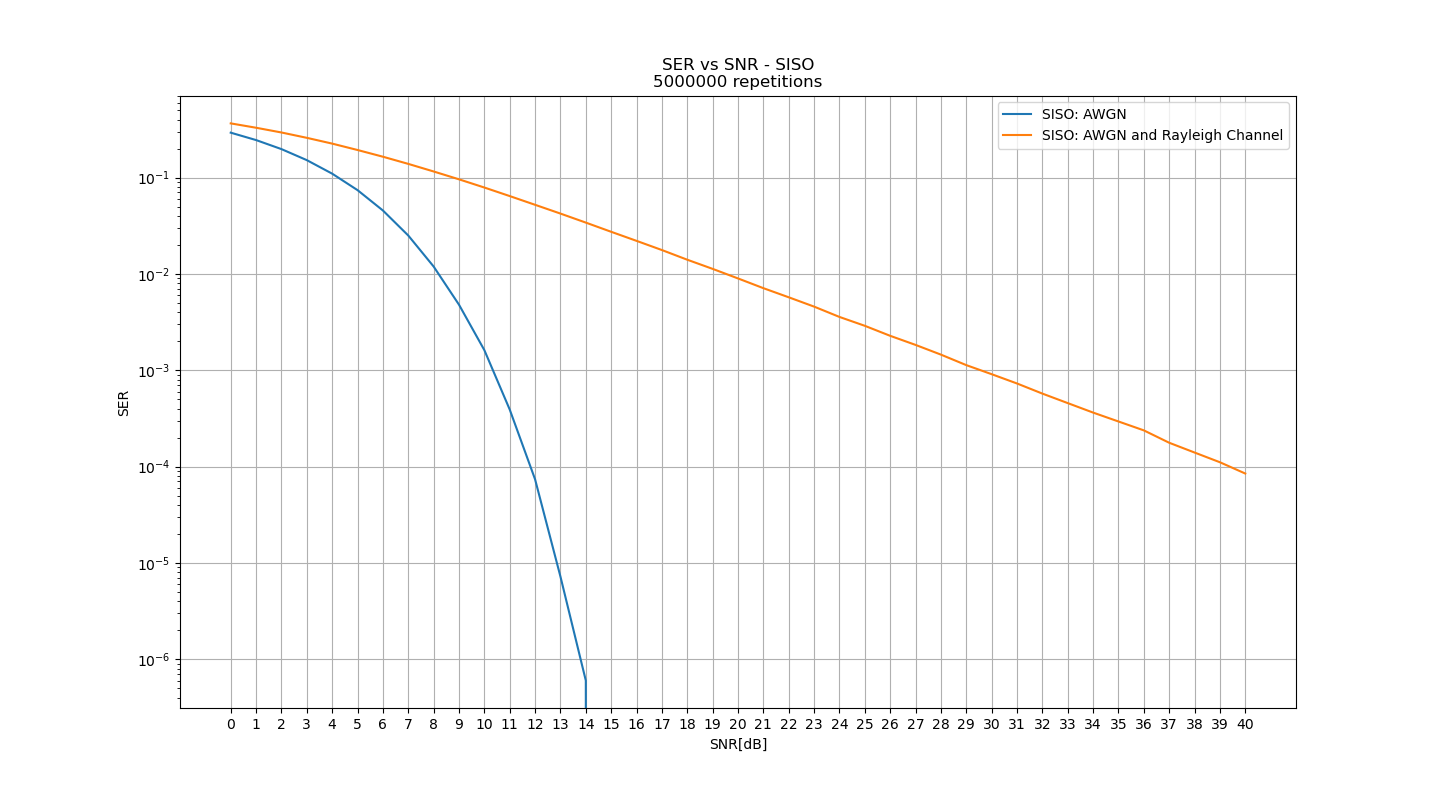 SER vs SNR - SISO
5000000 repetitions
SISO: AWGN
SISO: AWGN and Rayleigh Channel
10⁻¹
10⁻²
10⁻³
10⁻⁴
10⁻⁵
10⁻⁶
SER
0 1 2 3 4 5 6 7 8 9 10 11 12 13 14 15 16 17 18 19 20 21 22 23 24 25 26 27 28 29 30 31 32 33 34 35 36 37 38 39 40
SNR[dB]